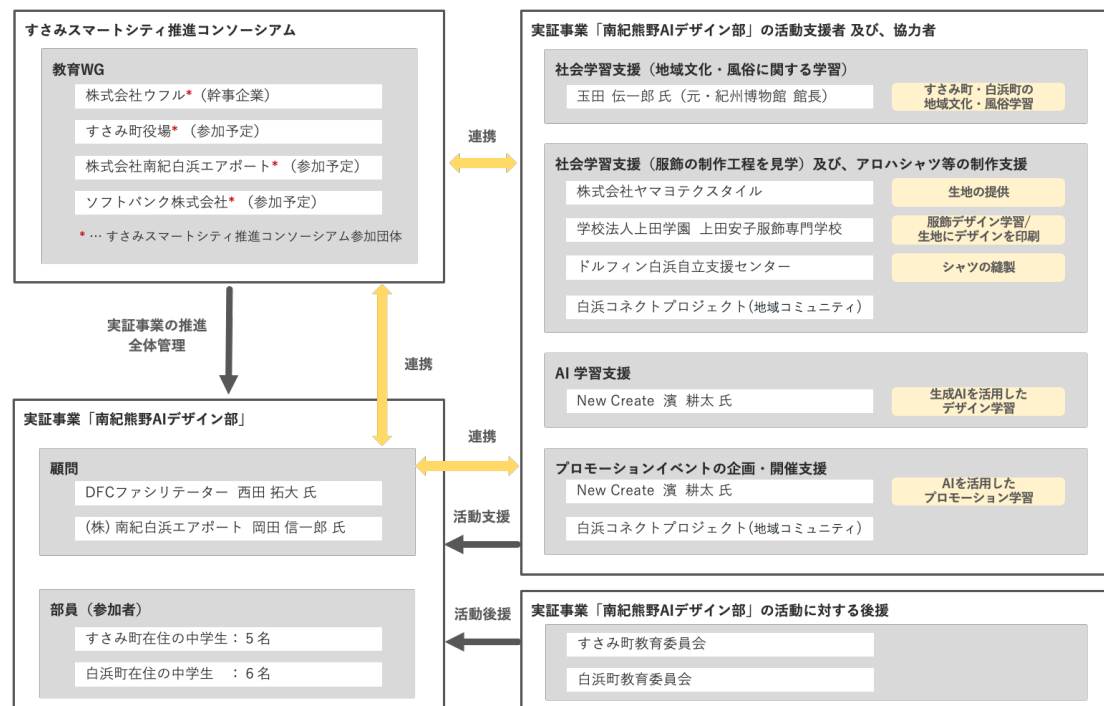 すさみスマートシティ推進コンソーシアム
教育WG
株式会社ウフル*（幹事企業）
すさみ町役場*（参加予定）
株式会社南紀白浜エアポート*（参加予定）
ソフトバンク株式会社*（参加予定）
* … すさみスマートシティ推進コンソーシアム参加団体
実証事業の推進
全体管理
連携
連携
連携
実証事業「南紀熊野AIデザイン部」
顧問
DFCファシリテーター 西田 拓大 氏
(株) 南紀白浜エアポート 岡田 信一郎 氏
部員（参加者）
すさみ町在住の中学生：５名
白浜町在住の中学生 ：６名
活動支援
活動後援
実証事業「南紀熊野AIデザイン部」の活動支援者 及び、協力者
社会学習支援（地域文化・風俗に関する学習）
玉田 伝一郎 氏（元・紀州博物館 館長）
すさみ町・白浜町の
地域文化・風俗学習
社会学習支援（服飾の制作工程を見学）及び、アロハシャツ等の制作支援
株式会社ヤマヨテクスタイル
生地の提供
学校法人上田学園 上田安子服飾専門学校
服飾デザイン学習/
生地にデザインを印刷
ドルフィン白浜自立支援センター
シャツの縫製
白浜コネクトプロジェクト(地域コミュニティ)
AI 学習支援
New Create 濱 耕太 氏
生成AIを活用した
デザイン学習
プロモーションイベントの企画・開催支援
New Create 濱 耕太 氏
AIを活用した
プロモーション学習
白浜コネクトプロジェクト(地域コミュニティ)
実証事業「南紀熊野AIデザイン部」の活動に対する後援
すさみ町教育委員会
白浜町教育委員会